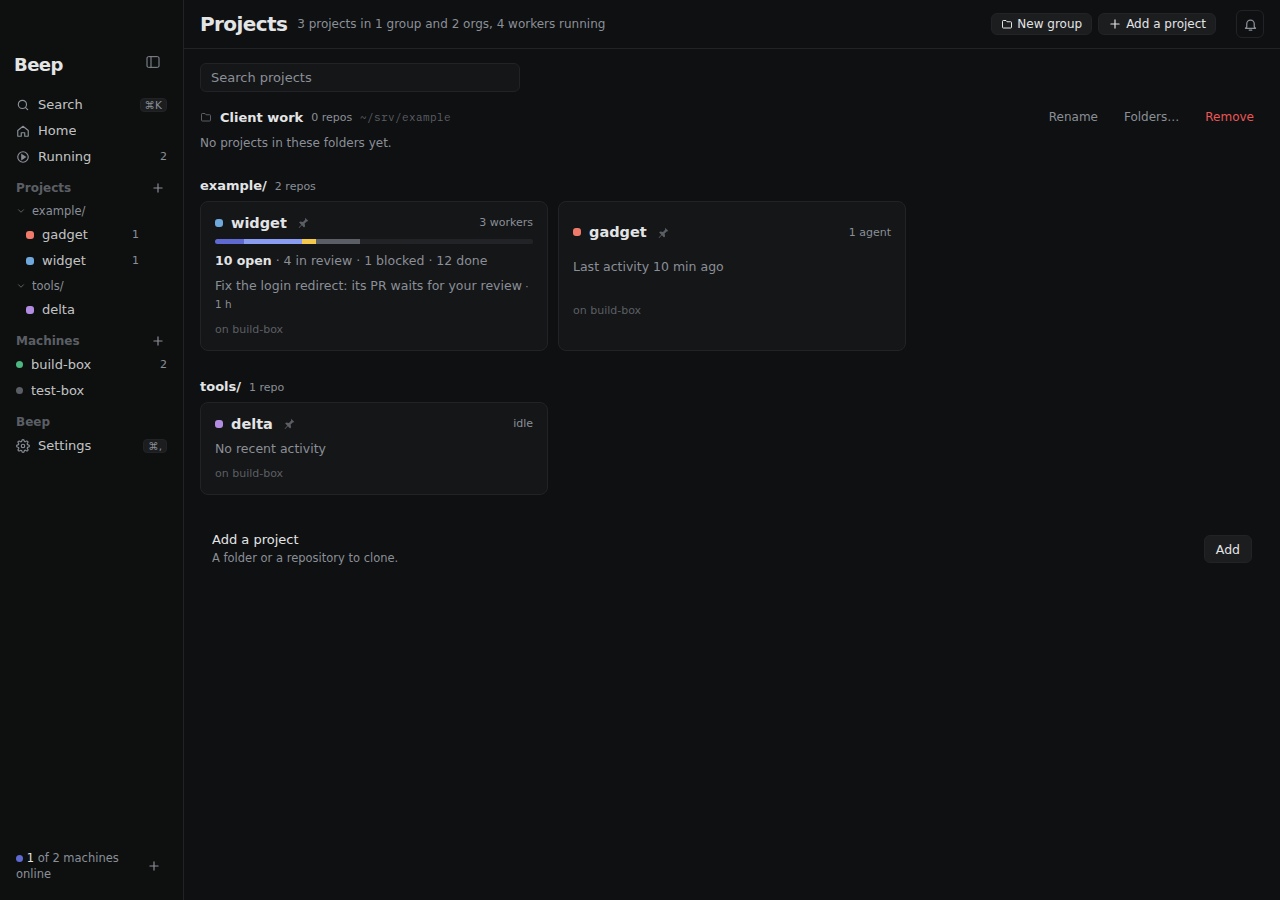 Beep
Search ⌘K
Home
Running 2
Projects
example/
gadget 1
widget 1
tools/
delta
Machines
build-box 2
test-box
Beep
Settings ⌘,
1 of 2 machines
online
Projects 3 projects in 1 group and 2 orgs, 4 workers running
New group
Add a project
Search projects
Client work 0 repos ~/srv/example
Rename Folders… Remove
No projects in these folders yet.
example/ 2 repos
widget 3 workers
10 open · 4 in review · 1 blocked · 12 done
Fix the login redirect: its PR waits for your review ·
1 h
on build-box
gadget 1 agent
Last activity 10 min ago
on build-box
tools/ 1 repo
delta idle
No recent activity
on build-box
Add a project
A folder or a repository to clone.
Add